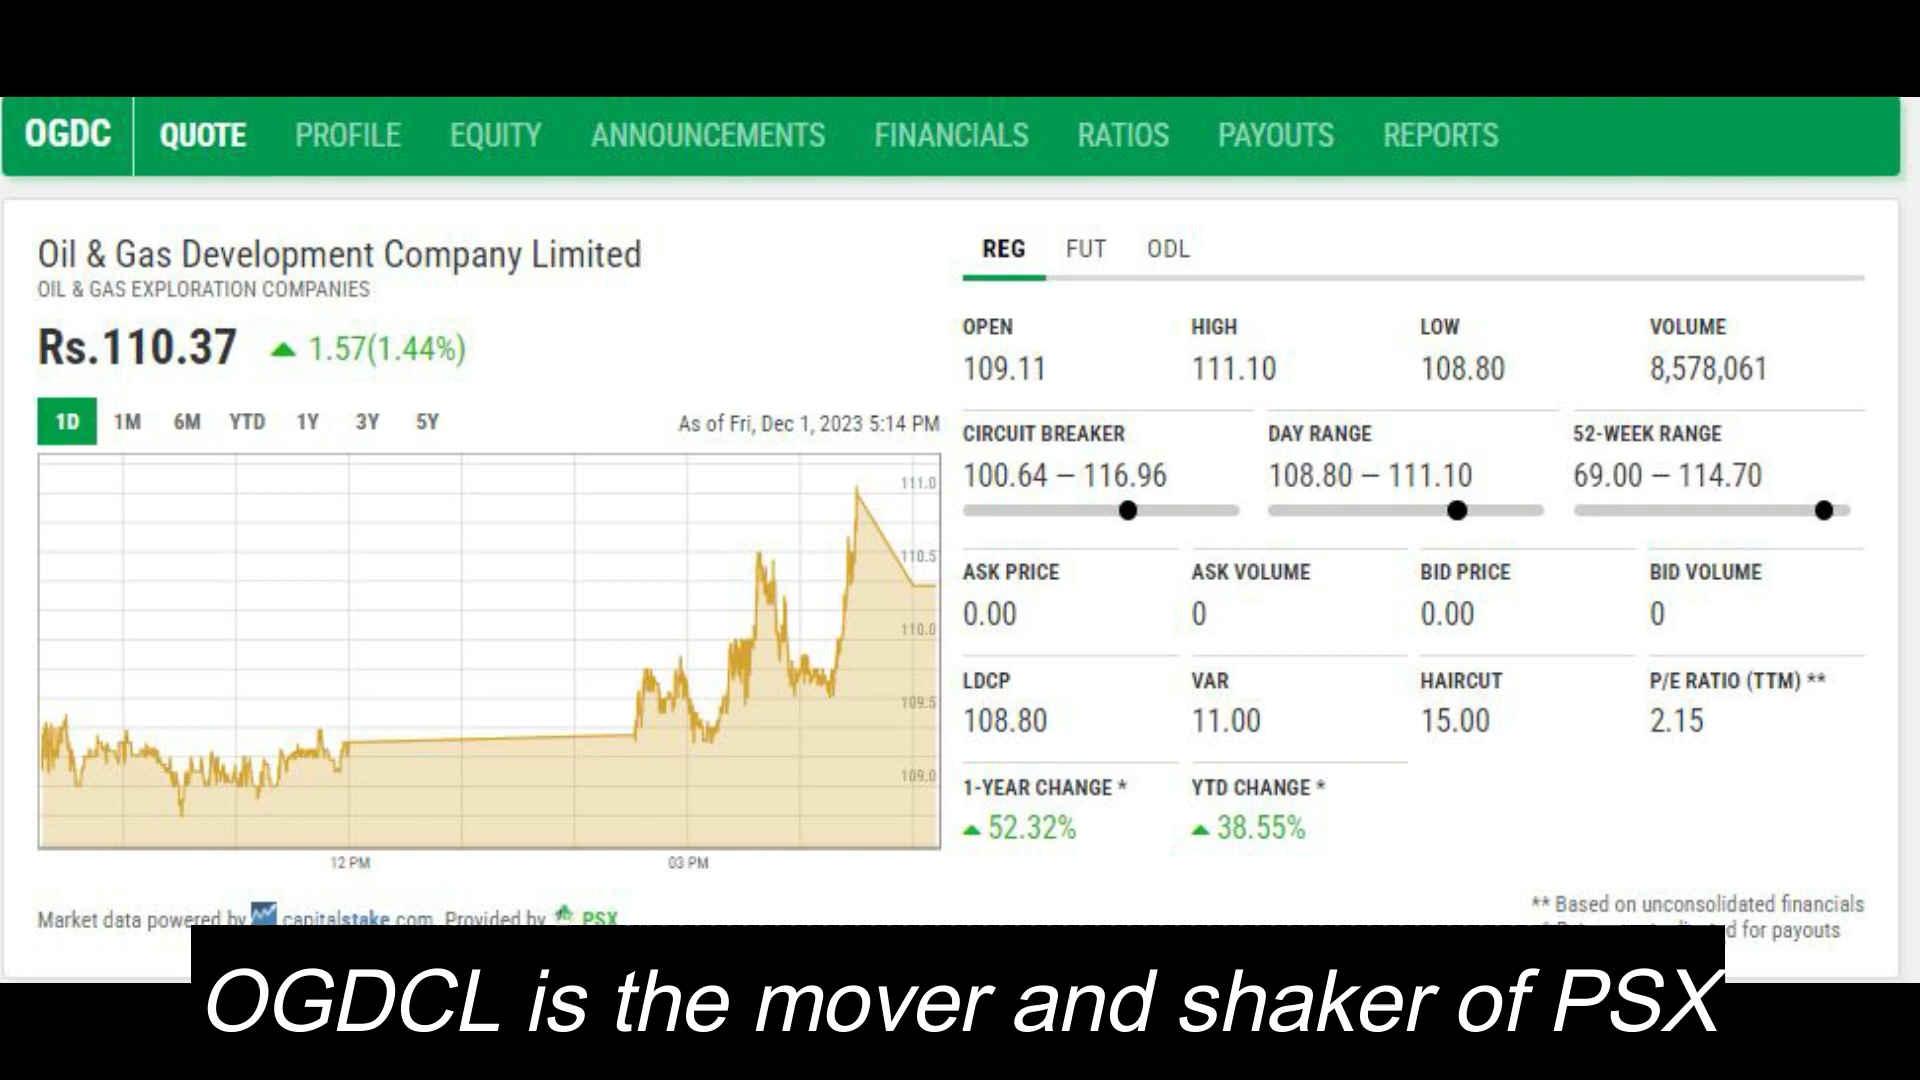 OGDC QUOTE PROFILE EQUITY ANNOUNCEMENTS FINANCIALS RATIOS PAYOUTS REPORTS
Oil & Gas Development Company Limited
OIL & GAS EXPLORATION COMPANIES
Rs.110.37 ▲ 1.57(1.44%)
1D 1M 6M YTD 1Y 3Y 5Y As of Fri, Dec 1, 2023 5:14 PM
111.0
110.5
110.0
109.5
109.0
12 PM 03 PM
Market data powered by capitalstake.com. Provided by PSX
REG FUT ODL
OPEN HIGH LOW VOLUME
109.11 111.10 108.80 8,578,061
CIRCUIT BREAKER DAY RANGE 52-WEEK RANGE
100.64 — 116.96 108.80 — 111.10 69.00 — 114.70
ASK PRICE ASK VOLUME BID PRICE BID VOLUME
0.00 0 0.00 0
LDCP VAR HAIRCUT P/E RATIO (TTM) **
108.80 11.00 15.00 2.15
1-YEAR CHANGE * YTD CHANGE *
▲ 52.32% ▲ 38.55%
** Based on unconsolidated financials
for payouts
OGDCL is the mover and shaker of PSX